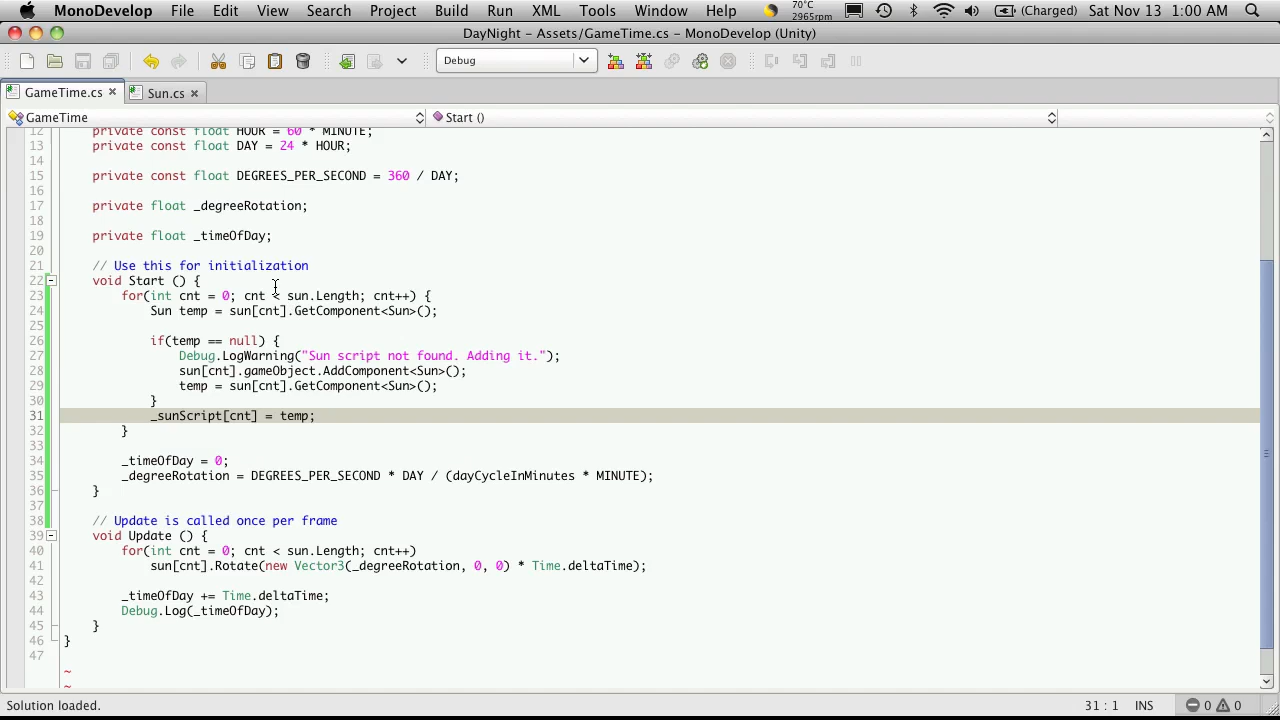 MonoDevelop File Edit View Search Project Build Run XML Tools Window Help 70°C 2965rpm (Charged) Sat Nov 13 1:00 AM
DayNight - Assets/GameTime.cs - MonoDevelop (Unity)
Debug
GameTime.cs × Sun.cs ×
GameTime Start ()
12 private const float HOUR = 60 * MINUTE;
13 private const float DAY = 24 * HOUR;
14
15 private const float DEGREES_PER_SECOND = 360 / DAY;
16
17 private float _degreeRotation;
18
19 private float _timeOfDay;
20
21 // Use this for initialization
22 void Start () {
23 for(int cnt = 0; cnt < sun.Length; cnt++) {
24 Sun temp = sun[cnt].GetComponent<Sun>();
25
26 if(temp == null) {
27 Debug.LogWarning("Sun script not found. Adding it.");
28 sun[cnt].gameObject.AddComponent<Sun>();
29 temp = sun[cnt].GetComponent<Sun>();
30 }
31 _sunScript[cnt] = temp;
32 }
33
34 _timeOfDay = 0;
35 _degreeRotation = DEGREES_PER_SECOND * DAY / (dayCycleInMinutes * MINUTE);
36 }
37
38 // Update is called once per frame
39 void Update () {
40 for(int cnt = 0; cnt < sun.Length; cnt++)
41 sun[cnt].Rotate(new Vector3(_degreeRotation, 0, 0) * Time.deltaTime);
42
43 _timeOfDay += Time.deltaTime;
44 Debug.Log(_timeOfDay);
45 }
46 }
47
~
~
Solution loaded. 31 : 1 INS 0 0